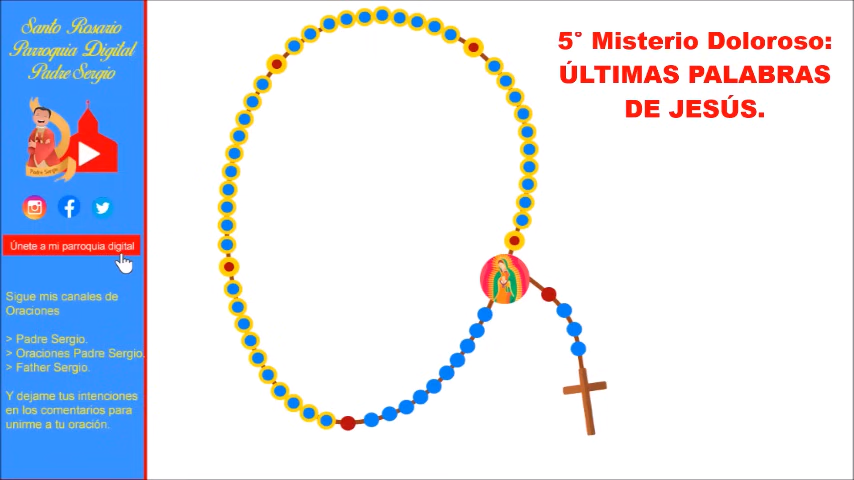 Santo Rosario
Parroquia Digital
Padre Sergio
Padre Sergio
Únete a mi parroquia digital
Sigue mis canales de
Oraciones
> Padre Sergio.
> Oraciones Padre Sergio.
> Father Sergio.
Y dejame tus intenciones
en los comentarios para
unirme a tu oración.
5° Misterio Doloroso:
ÚLTIMAS PALABRAS
DE JESÚS.